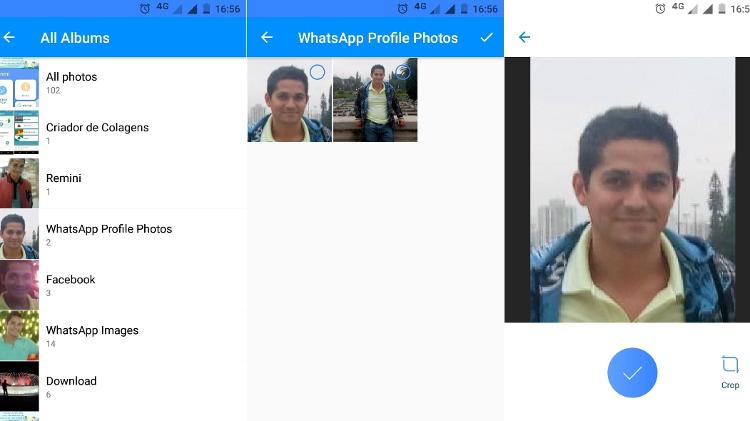 4G 16:56
All Albums
All photos
102
Criador de Colagens
1
Remini
1
WhatsApp Profile Photos
2
Facebook
3
WhatsApp Images
14
Download
6
4G 16:56
WhatsApp Profile Photos
4G 16:5
Crop